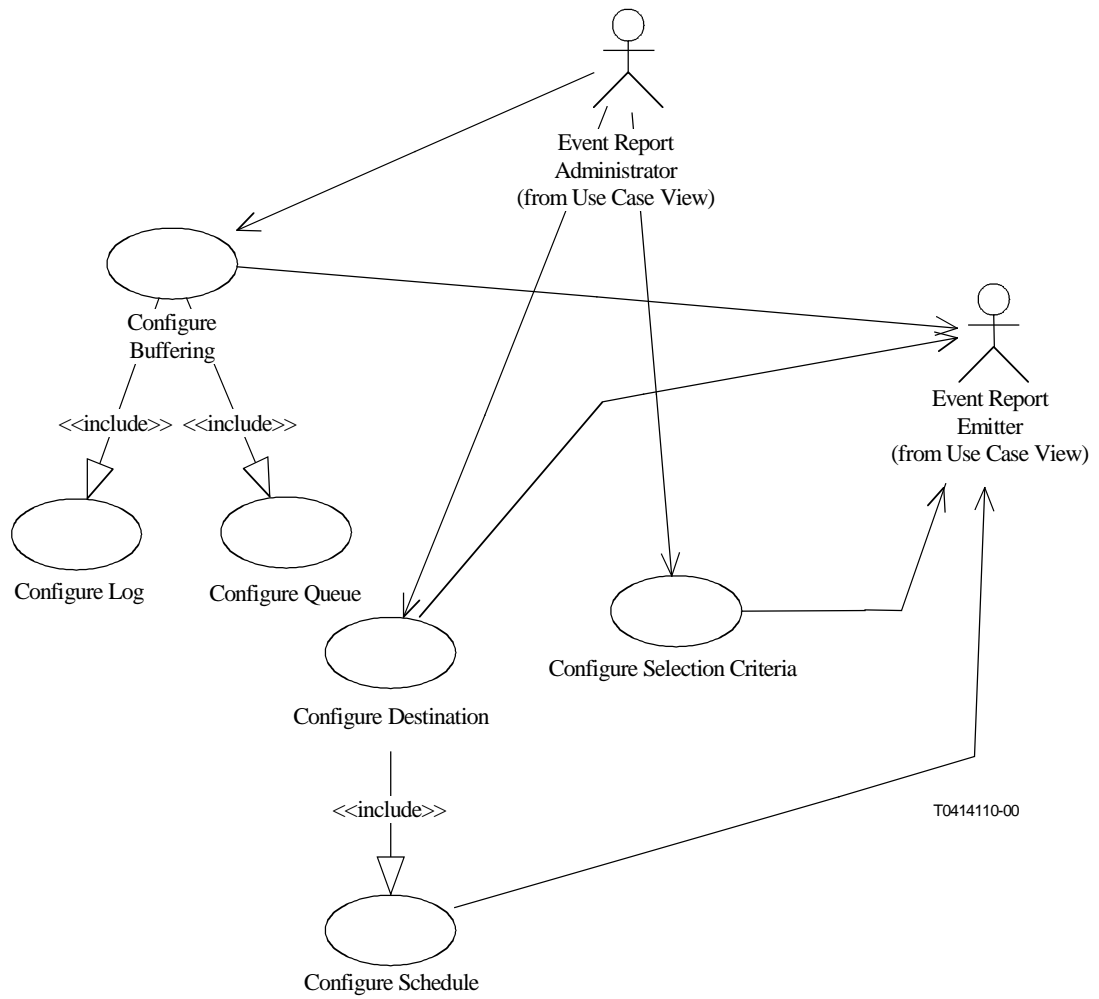 Event Report
Administrator
(from Use Case View)
Configure
Buffering
Event Report
Emitter
(from Use Case View)
<<include>>
<<include>>
Configure Log
Configure Queue
Configure Selection Criteria
Configure Destination
<<include>>
T0414110-00
Configure Schedule